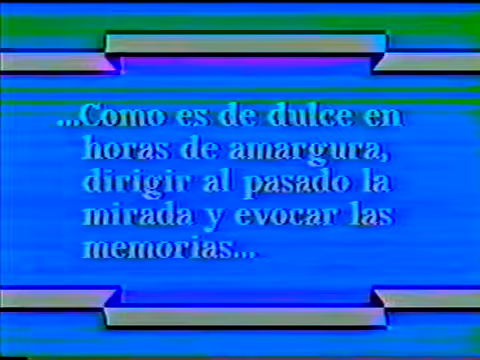 ...Como es de dulce en
horas de amargura,
dirigir al pasado la
mirada y evocar las
memorias...